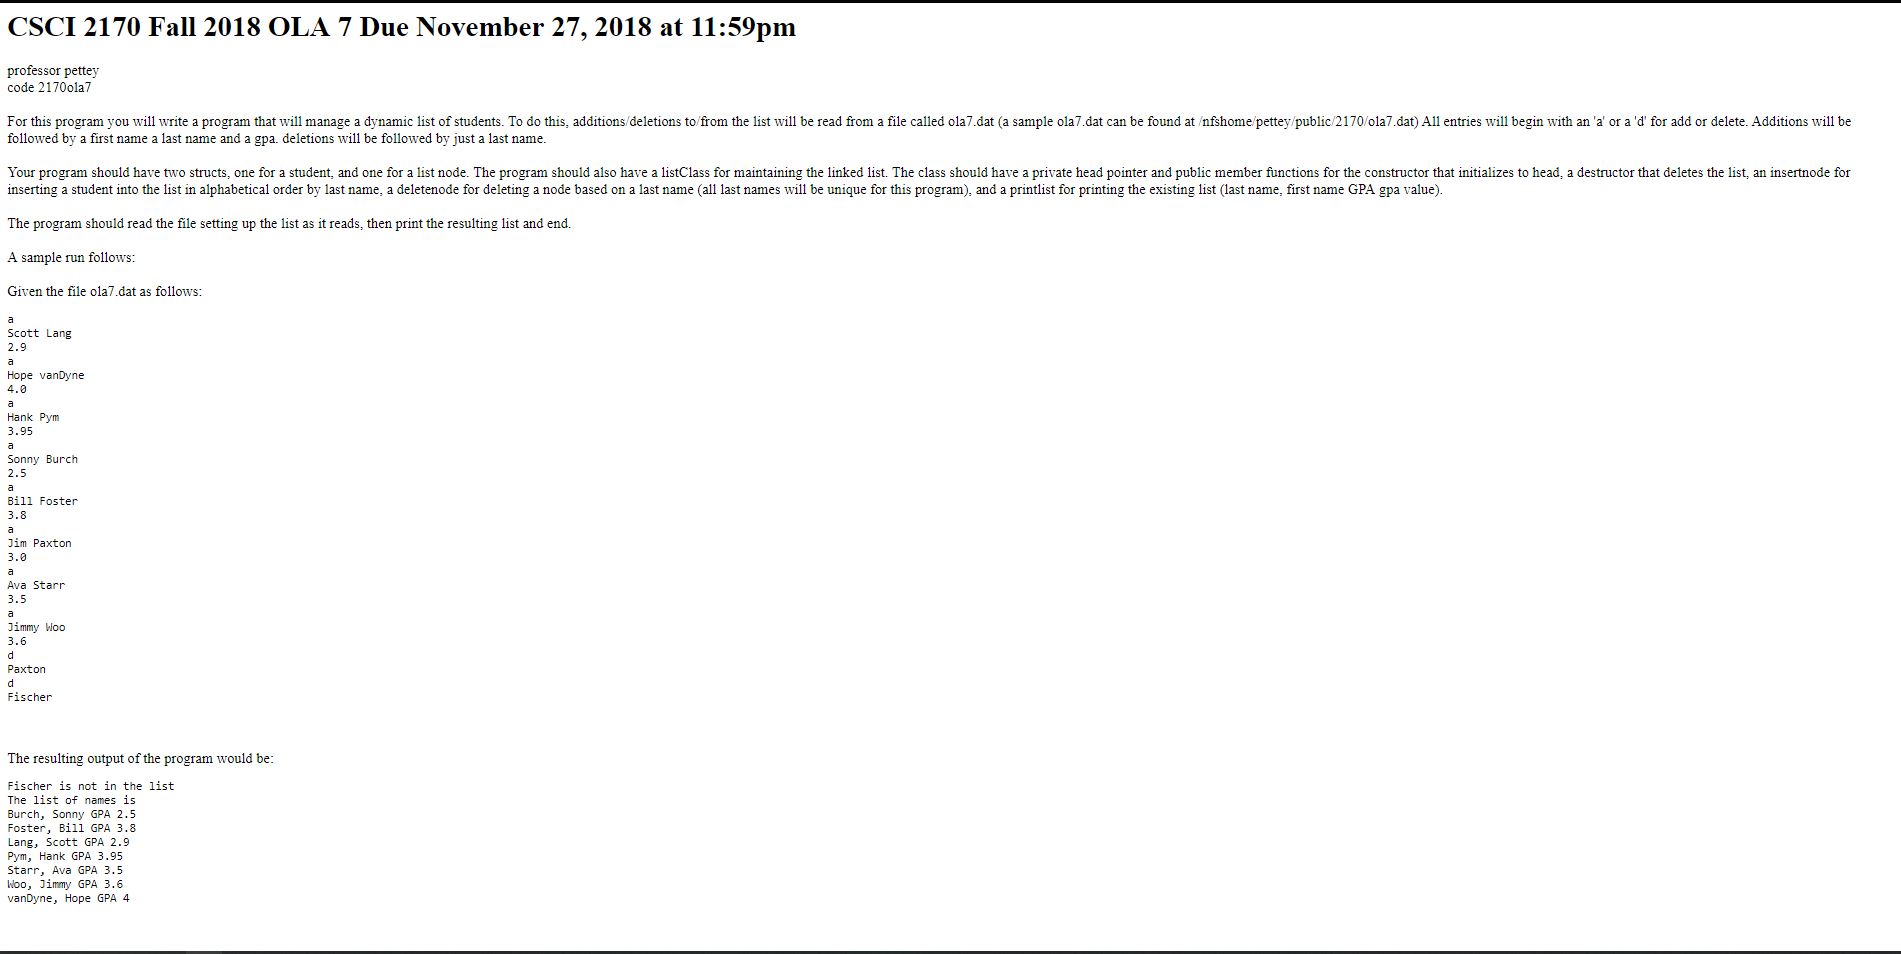 CSCI 2170 Fall 2018 OLA 7 Due November 27, 2018 at 11:59pm
professor pettey
code 2170ola7
For this program you will write a program that will manage a dynamic list of students. To do this, additions/deletions to/from the list will be read from a file called ola7.dat (a sample ola7.dat can be found at /nfshome/pettey/public/2170/ola7.dat) All entries will begin with an 'a' or a 'd' for add or delete. Additions will be
followed by a first name a last name and a gpa. deletions will be followed by just a last name.
Your program should have two structs, one for a student, and one for a list node. The program should also have a listClass for maintaining the linked list. The class should have a private head pointer and public member functions for the constructor that initializes to head, a destructor that deletes the list, an insertnode for
inserting a student into the list in alphabetical order by last name, a deletenode for deleting a node based on a last name (all last names will be unique for this program), and a printlist for printing the existing list (last name, first name GPA gpa value).
The program should read the file setting up the list as it reads, then print the resulting list and end.
A sample run follows:
Given the file ola7.dat as follows:
a
Scott Lang
2.9
a
Hope vanDyne
4.0
a
Hank Pym
3.95
a
Sonny Burch
2.5
a
Bill Foster
3.8
a
Jim Paxton
3.0
a
Ava Starr
3.5
a
Jimmy Woo
3.6
d
Paxton
d
Fischer
The resulting output of the program would be:
Fischer is not in the list
The list of names is
Burch, Sonny GPA 2.5
Foster, Bill GPA 3.8
Lang, Scott GPA 2.9
Pym, Hank GPA 3.95
Starr, Ava GPA 3.5
Woo, Jimmy GPA 3.6
vanDyne, Hope GPA 4